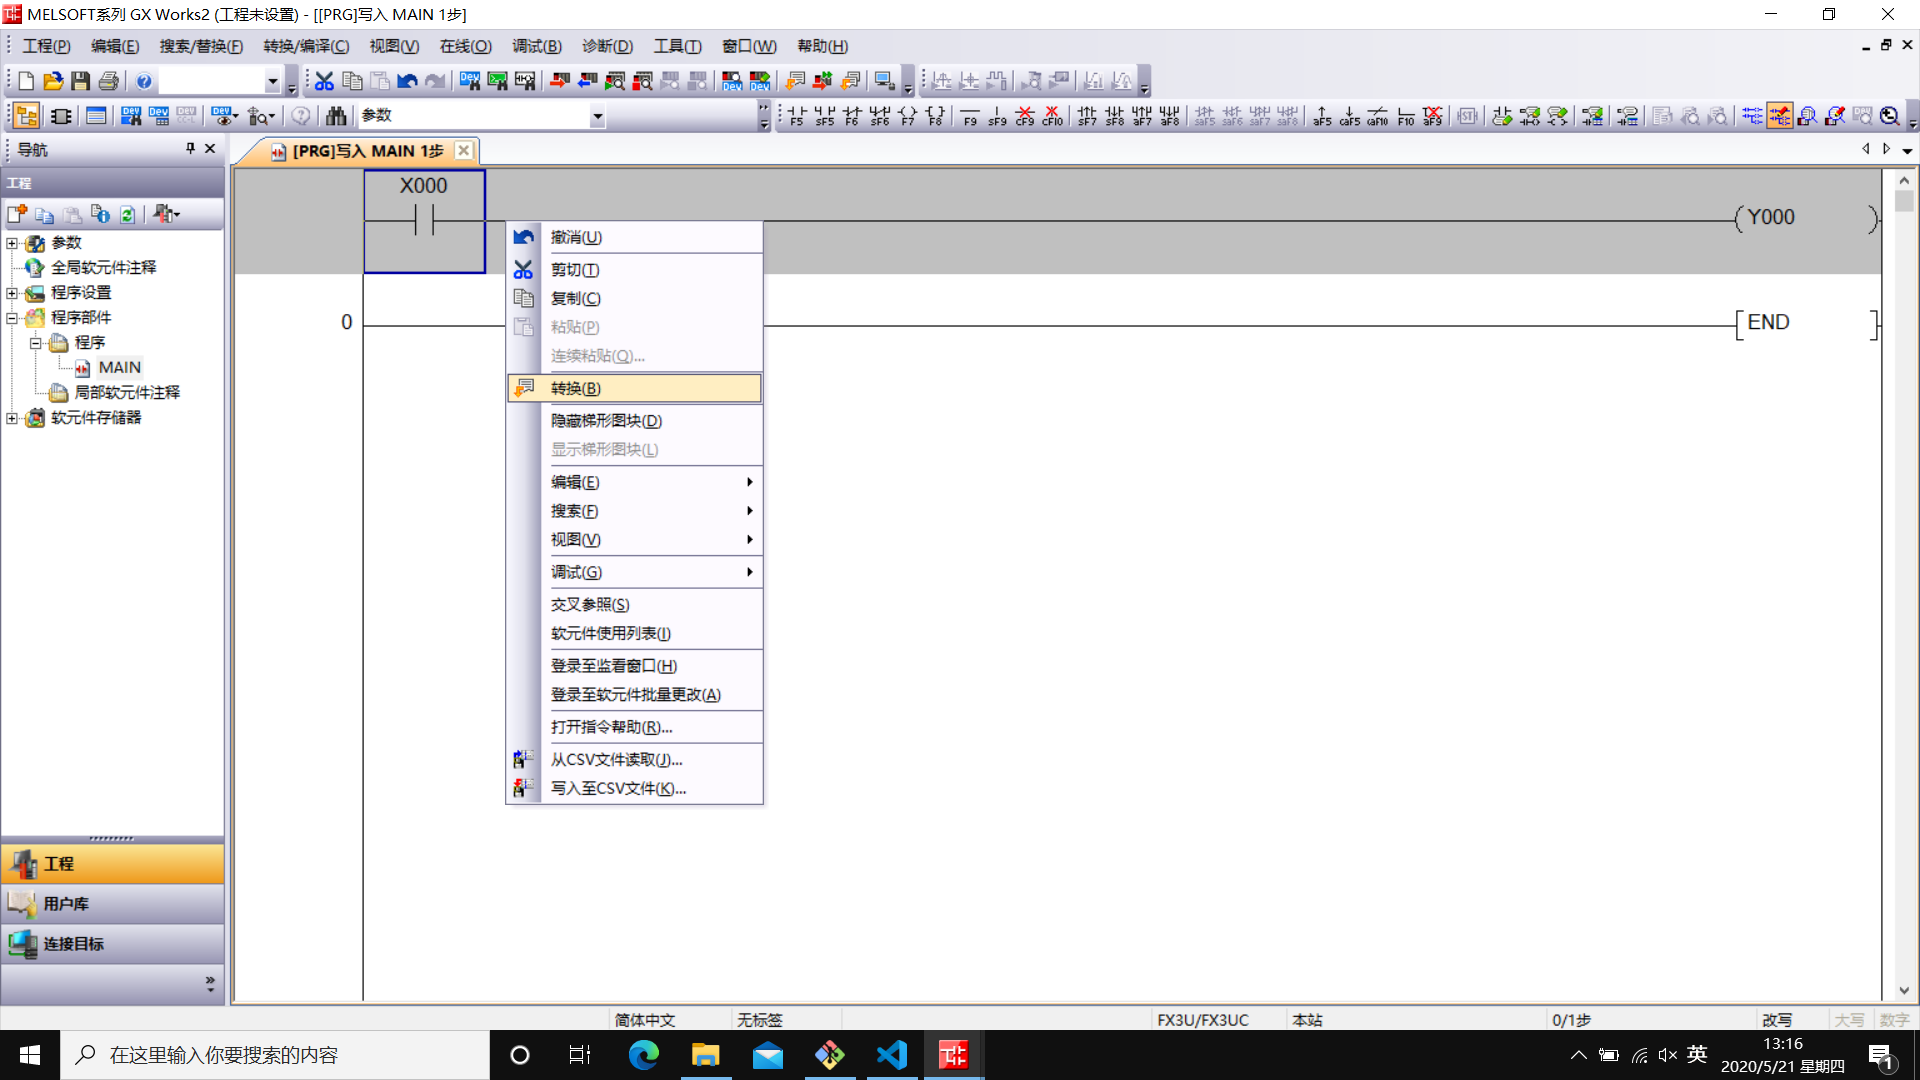 MELSOFT系列 GX Works2 (工程未设置) - [[PRG]写入 MAIN 1步]
工程(P) 编辑(E) 搜索/替换(F) 转换/编译(C) 视图(V) 在线(O) 调试(B) 诊断(D) 工具(T) 窗口(W) 帮助(H)
参数
F5 sF5 F6 sF6 F7 F8 F9 sF9 cF9 cF10 sF7 sF8 aF7 aF8 saF5 saF6 saF7 saF8 aF5 caF5 caF10 F10 aF9
导航
[PRG]写入 MAIN 1步
工程
参数
全局软元件注释
程序设置
程序部件
程序
MAIN
局部软元件注释
软元件存储器
工程
用户库
连接目标
X000
Y000
0
END
撤消(U)
剪切(T)
复制(C)
粘贴(P)
连续粘贴(Q)...
转换(B)
隐藏梯形图块(D)
显示梯形图块(L)
编辑(E)
搜索(F)
视图(V)
调试(G)
交叉参照(S)
软元件使用列表(I)
登录至监看窗口(H)
登录至软元件批量更改(A)
打开指令帮助(R)...
从CSV文件读取(J)...
写入至CSV文件(K)...
简体中文 无标签 FX3U/FX3UC 本站 0/1步 改写 大写 数字
在这里输入你要搜索的内容
英
13:16
2020/5/21 星期四
1